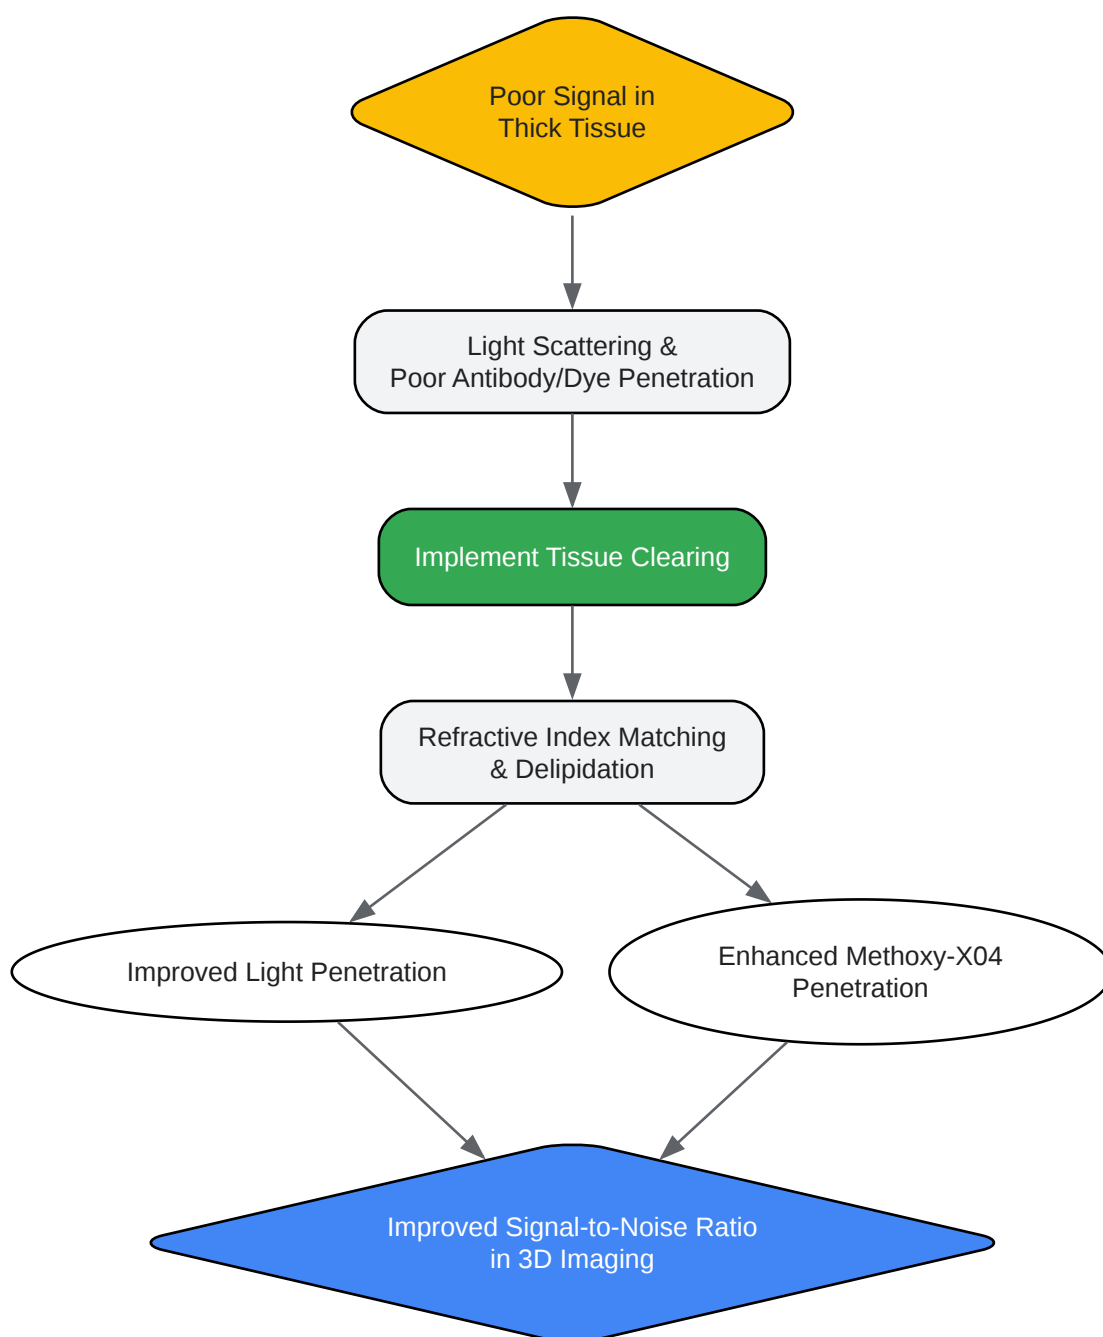 Poor Signal in
Thick Tissue
Light Scattering &
Poor Antibody/Dye Penetration
Implement Tissue Clearing
Refractive Index Matching
& Delipidation
Improved Light Penetration
Enhanced Methoxy-X04
Penetration
Improved Signal-to-Noise Ratio
in 3D Imaging